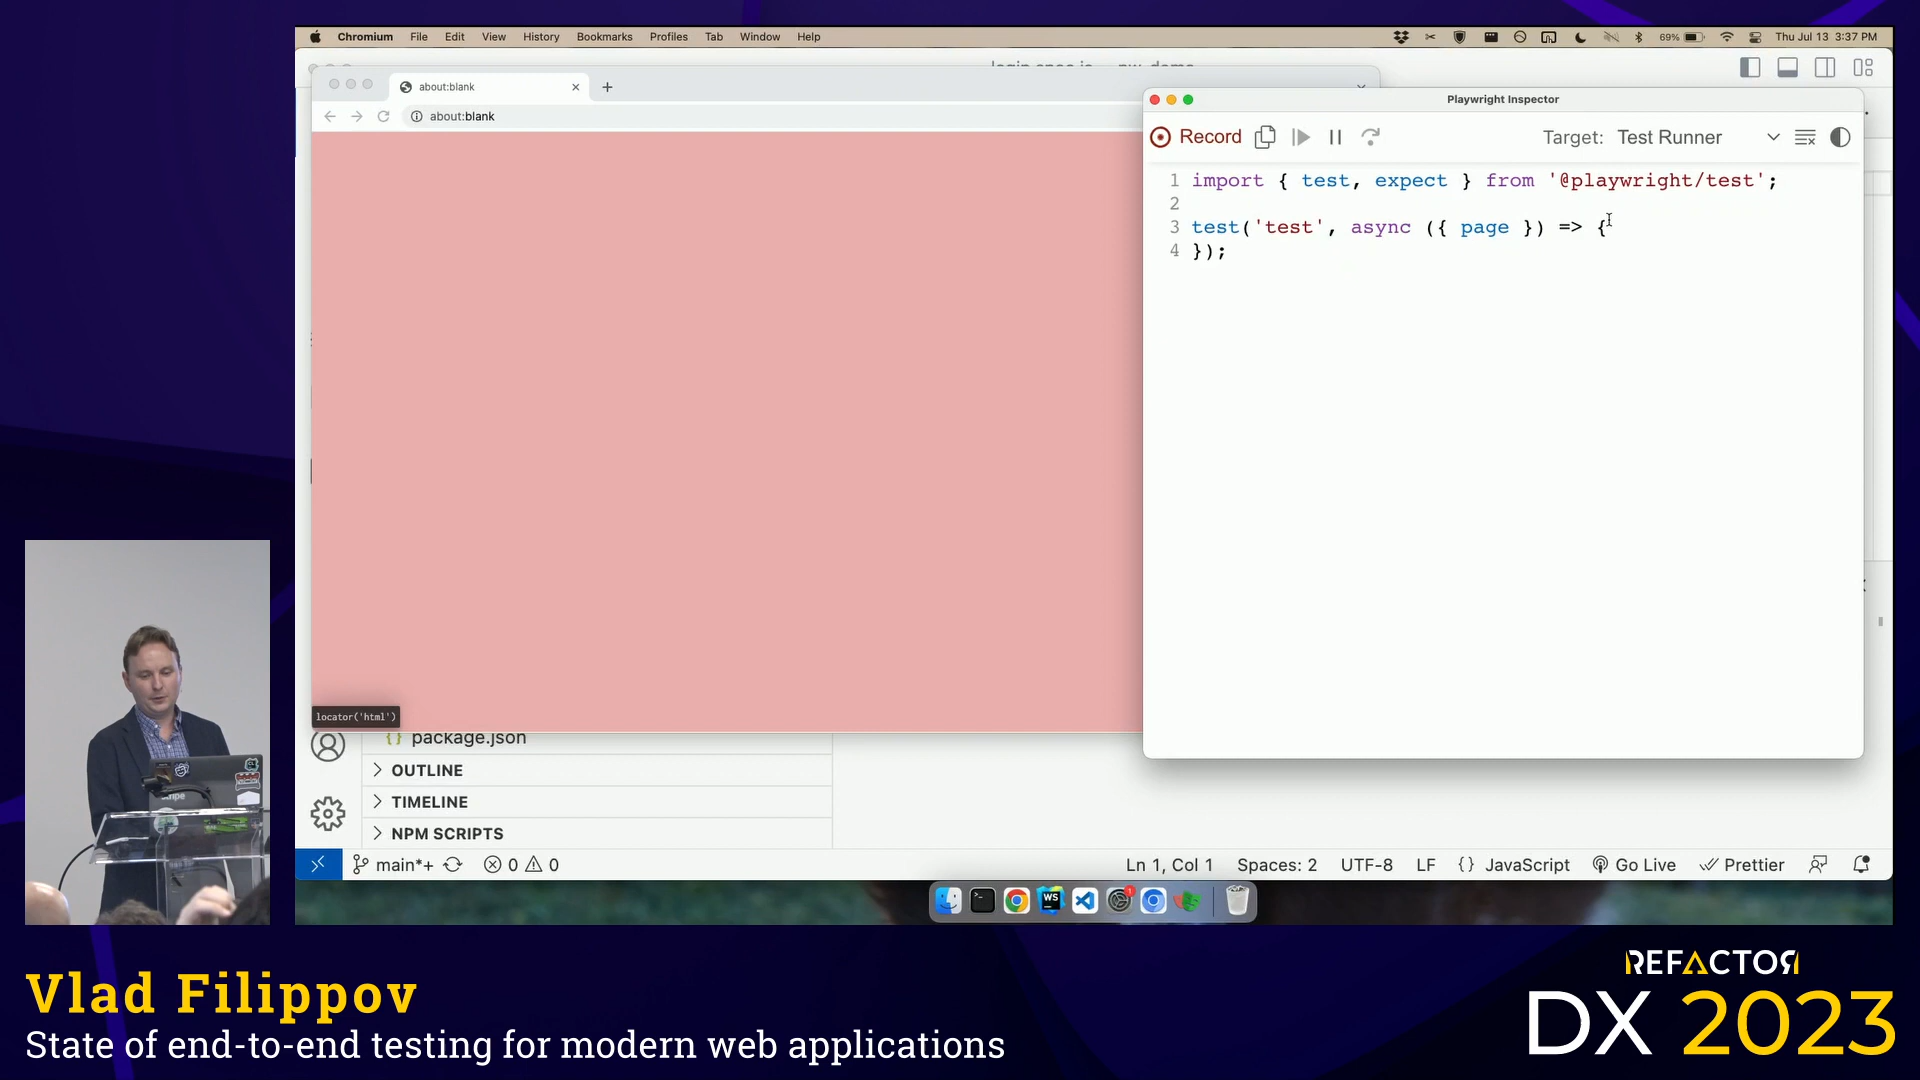 Chromium File Edit View History Bookmarks Profiles Tab Window Help
69% Thu Jul 13 3:37 PM
about:blank
about:blank
Playwright Inspector
Record
Target: Test Runner
1 import { test, expect } from '@playwright/test';
2
3 test('test', async ({ page }) => {
4 });
locator('html')
{} package.json
OUTLINE
TIMELINE
NPM SCRIPTS
main*+ 0 0
Ln 1, Col 1 Spaces: 2 UTF-8 LF {} JavaScript Go Live Prettier
WS
1
Vlad Filippov
State of end-to-end testing for modern web applications
REFACTOR
DX 2023